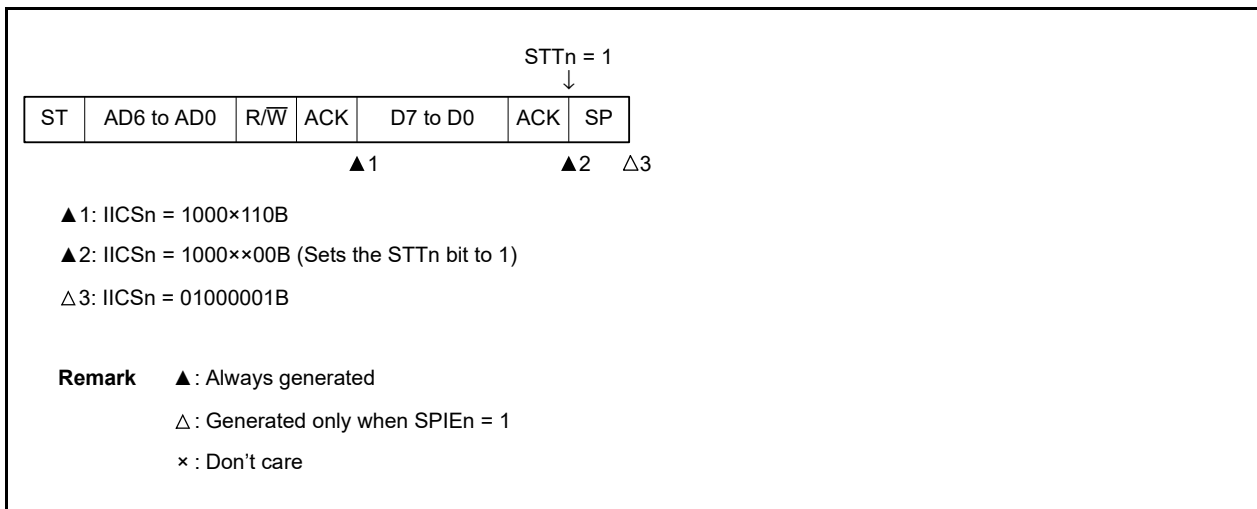 STTn = 1
↓
ST AD6 to AD0 R/W̅ ACK D7 to D0 ACK SP
▲1 ▲2 △3
▲1: IICSn = 1000×110B
▲2: IICSn = 1000××00B (Sets the STTn bit to 1)
△3: IICSn = 01000001B
Remark ▲: Always generated
△: Generated only when SPIEn = 1
×: Don't care